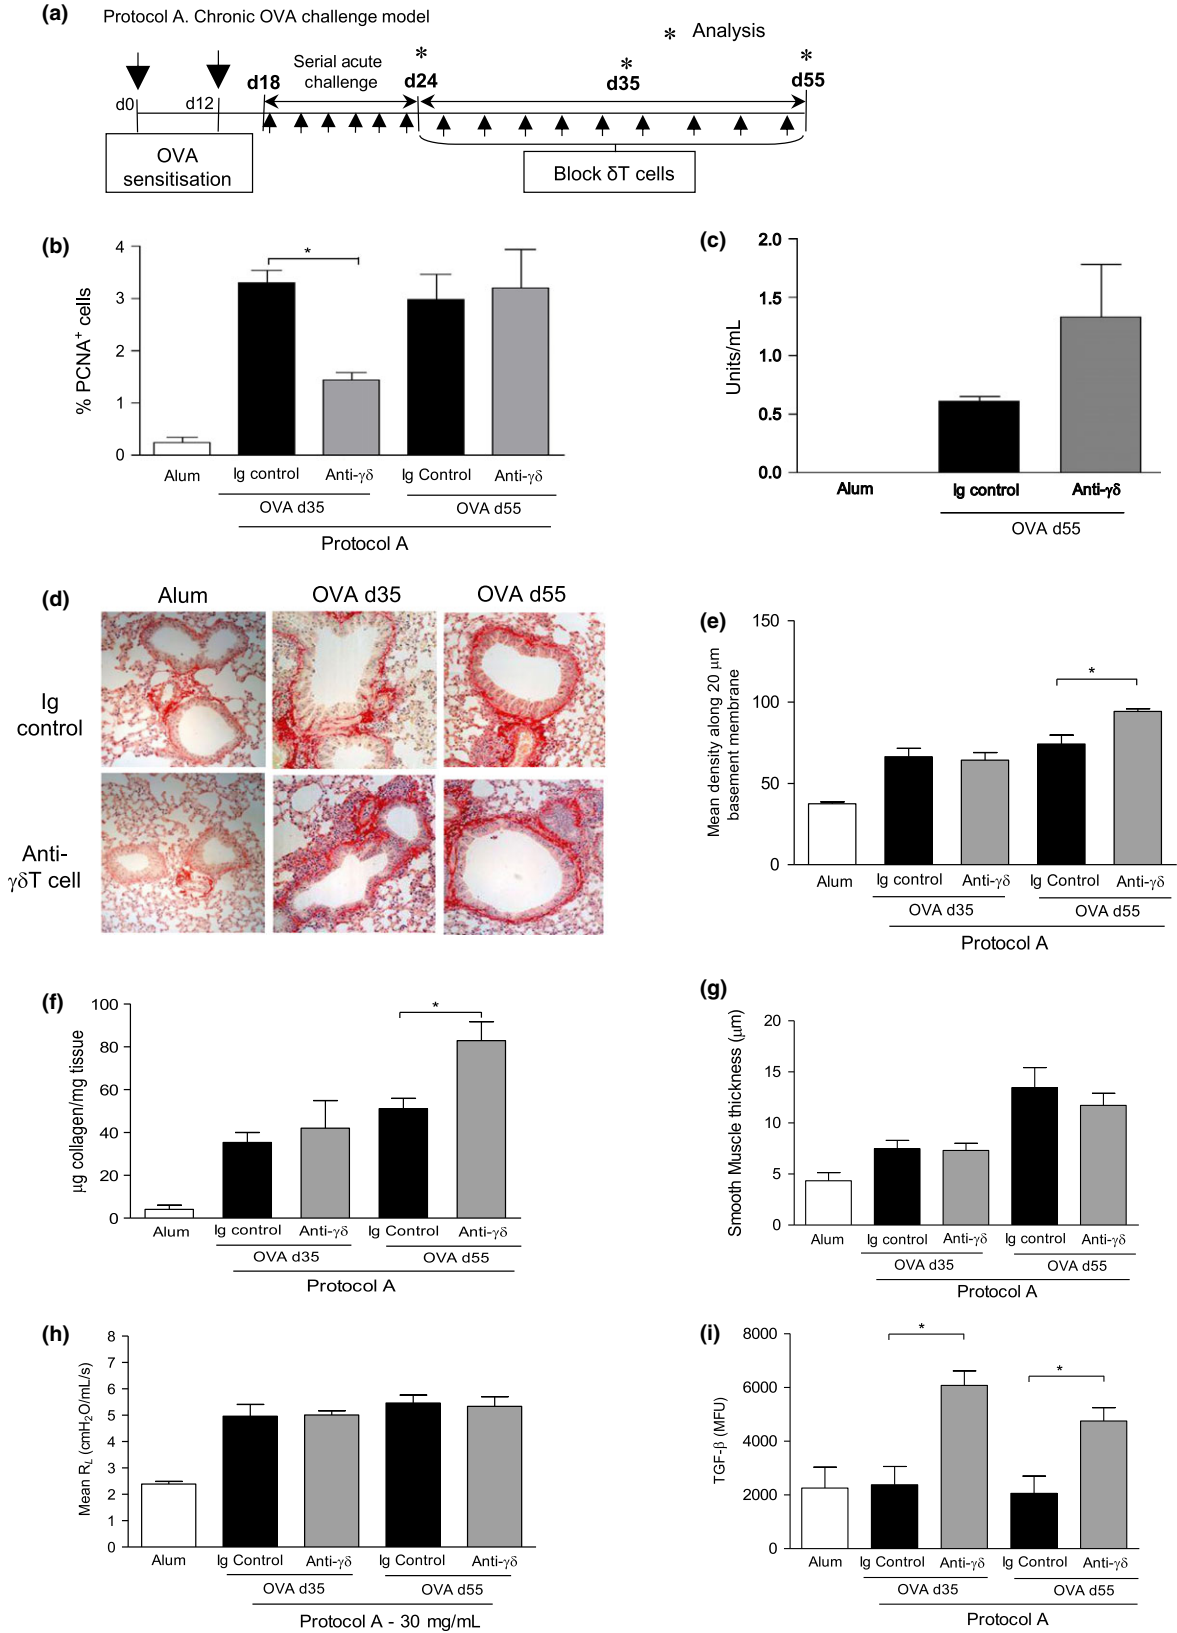 (a)
Protocol A. Chronic OVA challenge model
* Analysis
Serial acute
challenge
*
*
*
d0
d12
d18
d24
d35
d55
OVA
sensitisation
Block δT cells
(b)
% PCNA+ cells
4
3
2
1
0
*
Alum
Ig control
Anti-γδ
Ig Control
Anti-γδ
OVA d35
OVA d55
Protocol A
(c)
Units/mL
2.0
1.5
1.0
0.5
0.0
Alum
Ig control
Anti-γδ
OVA d55
(d)
Alum
OVA d35
OVA d55
Ig
control
Anti-
γδT cell
(e)
Mean density along 20 μm
basement membrane
150
100
50
0
*
Alum
Ig control
Anti-γδ
Ig Control
Anti-γδ
OVA d35
OVA d55
Protocol A
(f)
μg collagen/mg tissue
100
80
60
40
20
0
*
Alum
Ig control
Anti-γδ
Ig Control
Anti-γδ
OVA d35
OVA d55
Protocol A
(g)
Smooth Muscle thickness (μm)
20
15
10
5
0
Alum
Ig control
Anti-γδ
Ig control
Anti-γδ
OVA d35
OVA d55
Protocol A
(h)
Mean RL (cmH2O/mL/s)
8
7
6
5
4
3
2
1
0
Alum
Ig Control
Anti-γδ
Ig Control
Anti-γδ
OVA d35
OVA d55
Protocol A - 30 mg/mL
(i)
TGF-β (MFU)
8000
6000
4000
2000
0
*
*
Alum
Ig Control
Anti-γδ
Ig Control
Anti-γδ
OVA d35
OVA d55
Protocol A